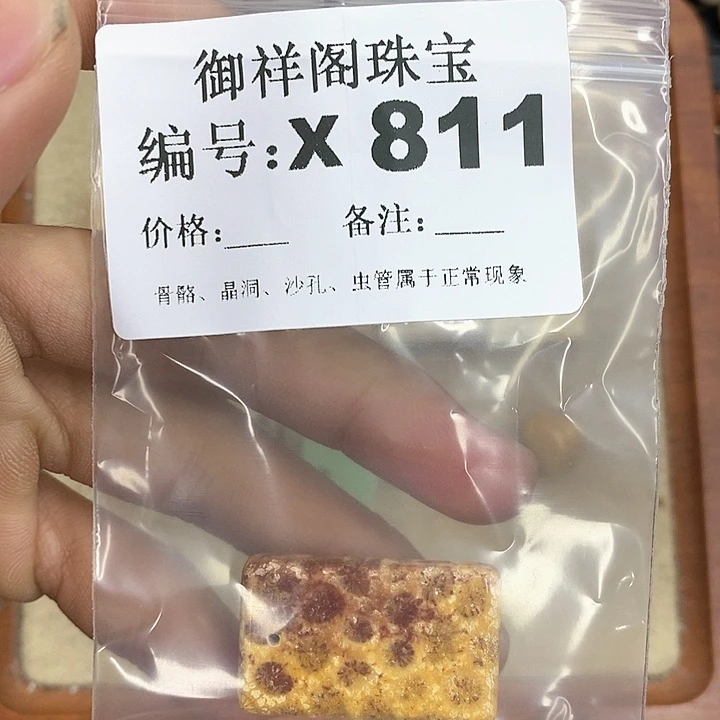 御祥阁珠宝
编号:X 811
价格:____ 备注:____
骨骼、晶洞、沙孔、虫管属于正常现象